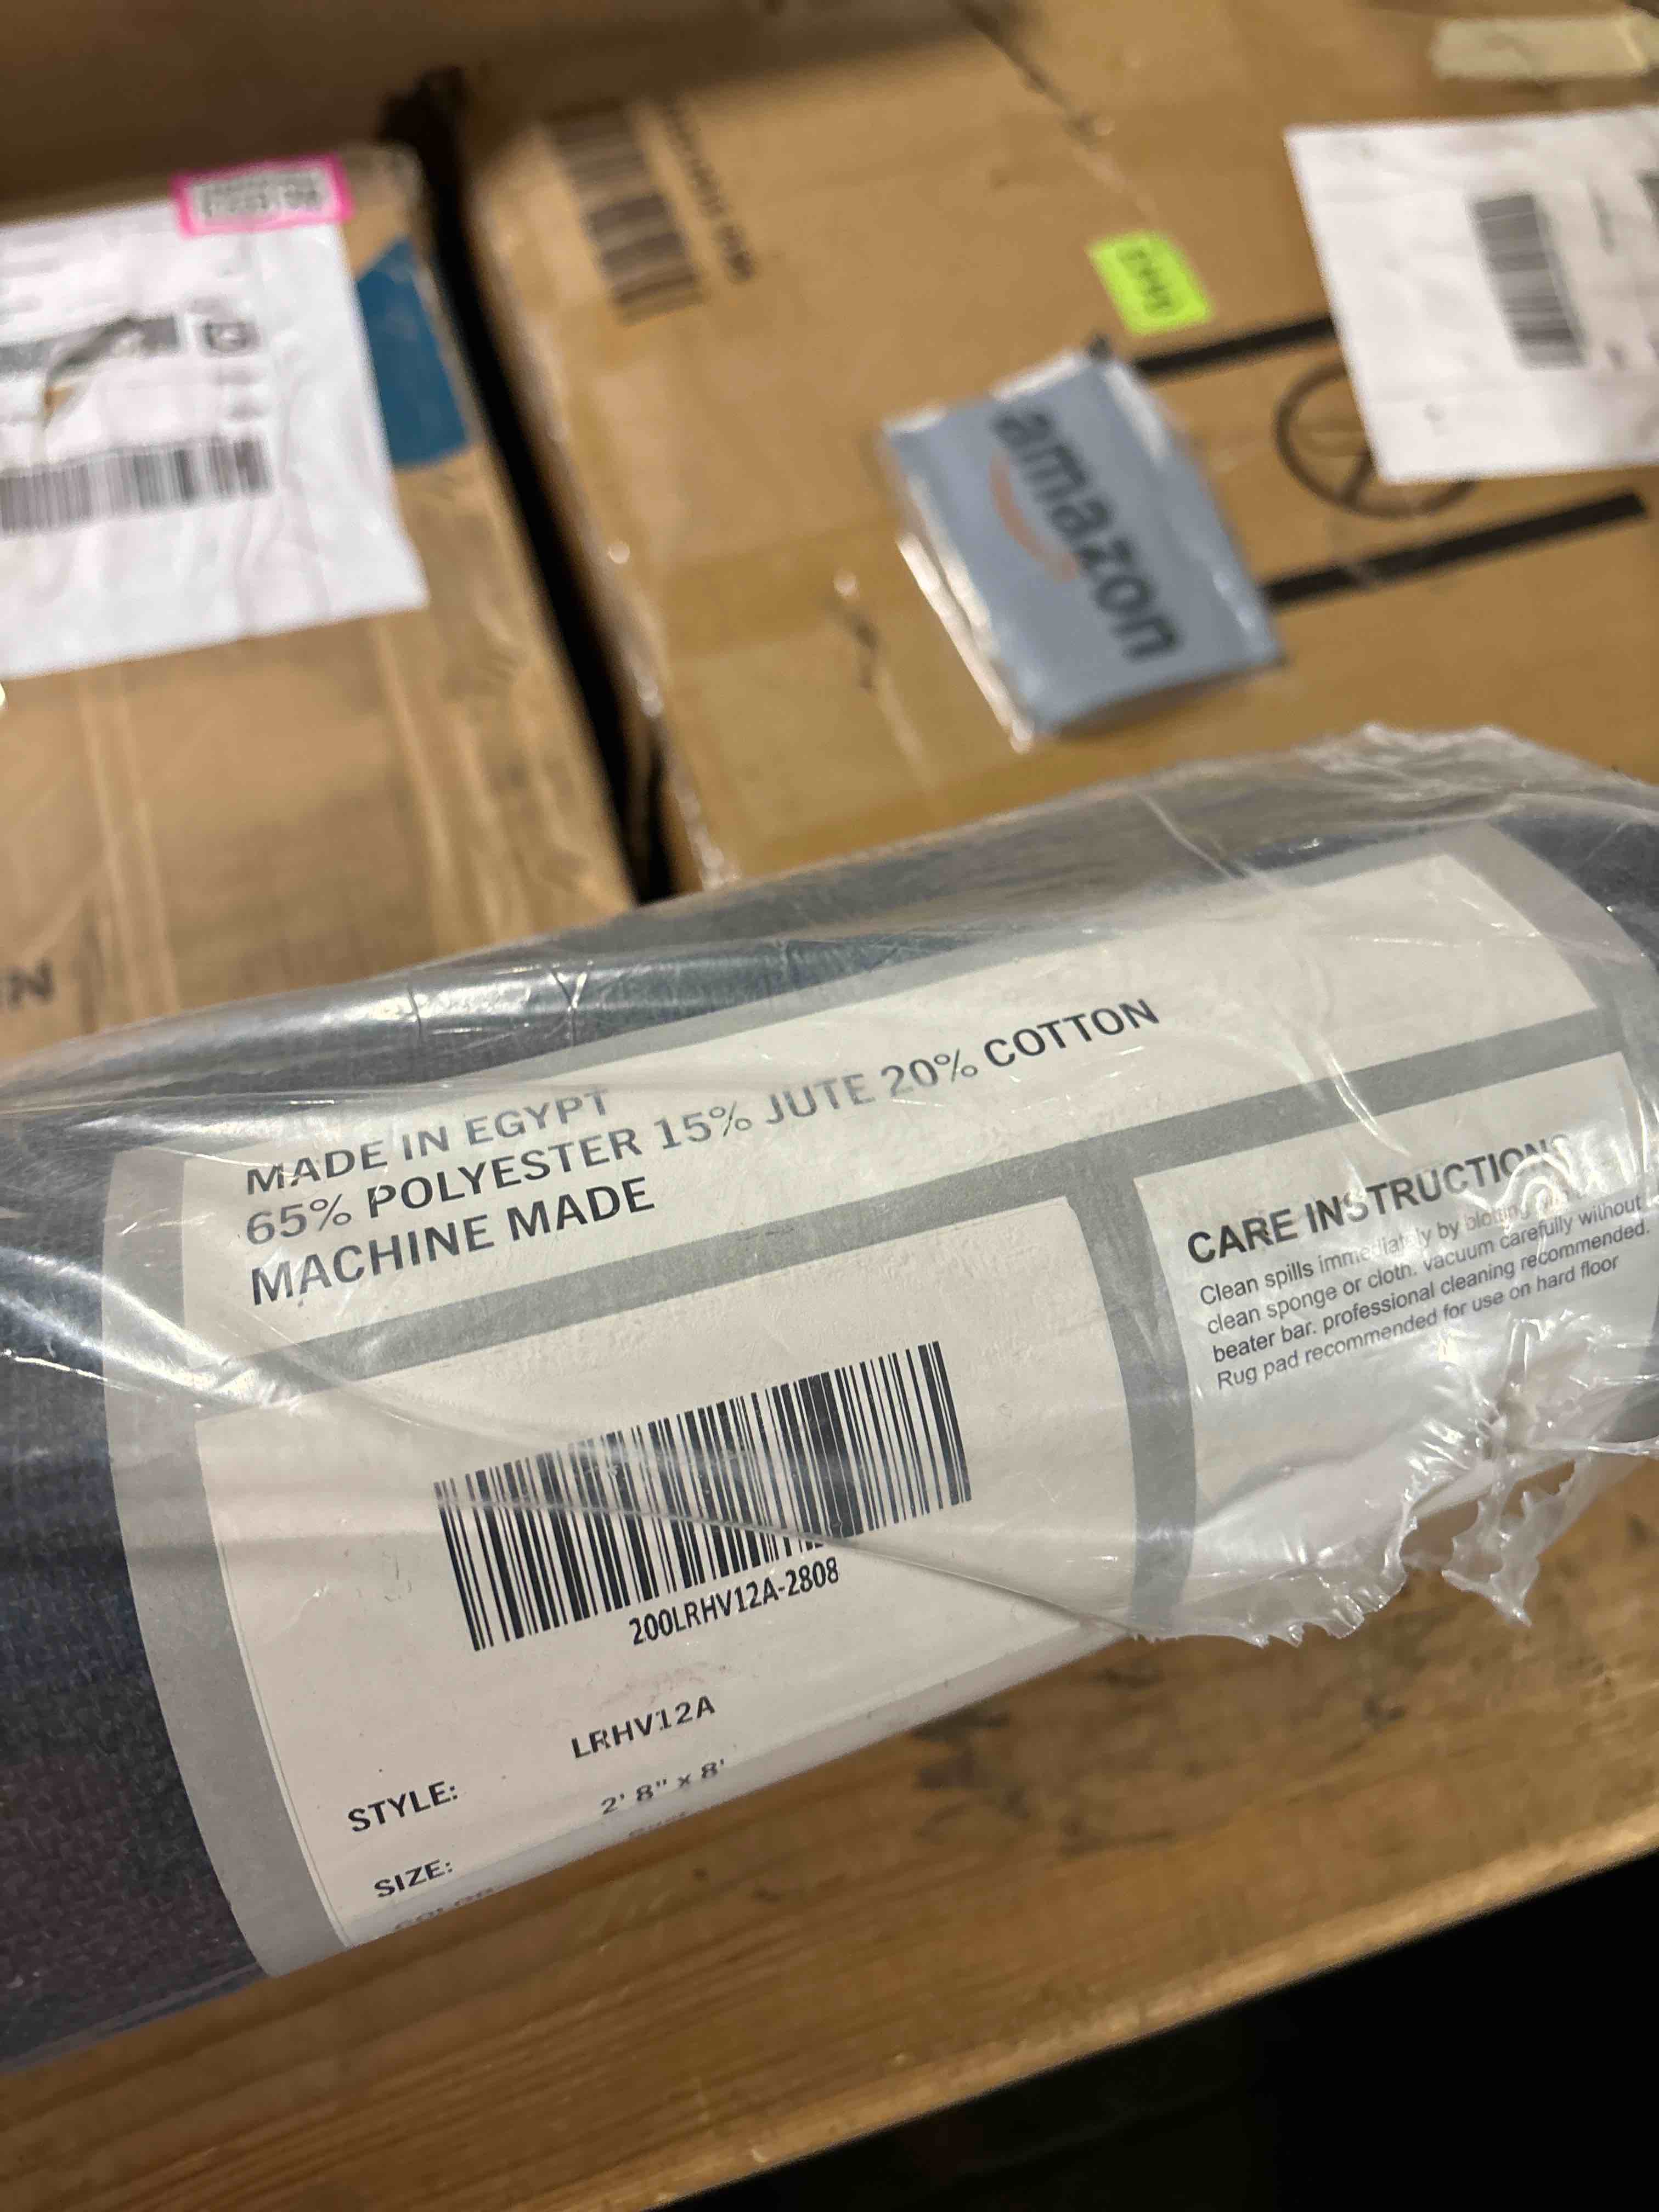 amazon
MADE IN EGYPT
65% POLYESTER 15% JUTE 20% COTTON
MACHINE MADE
CARE INSTRUCTIONS
Clean spills immediately by blotting
clean sponge or cloth. vacuum carefully without
beater bar. professional cleaning recommended.
Rug pad recommended for use on hard floor
200LRHV12A-2808
STYLE: LRHV12A
SIZE: 2' 8" x 8'